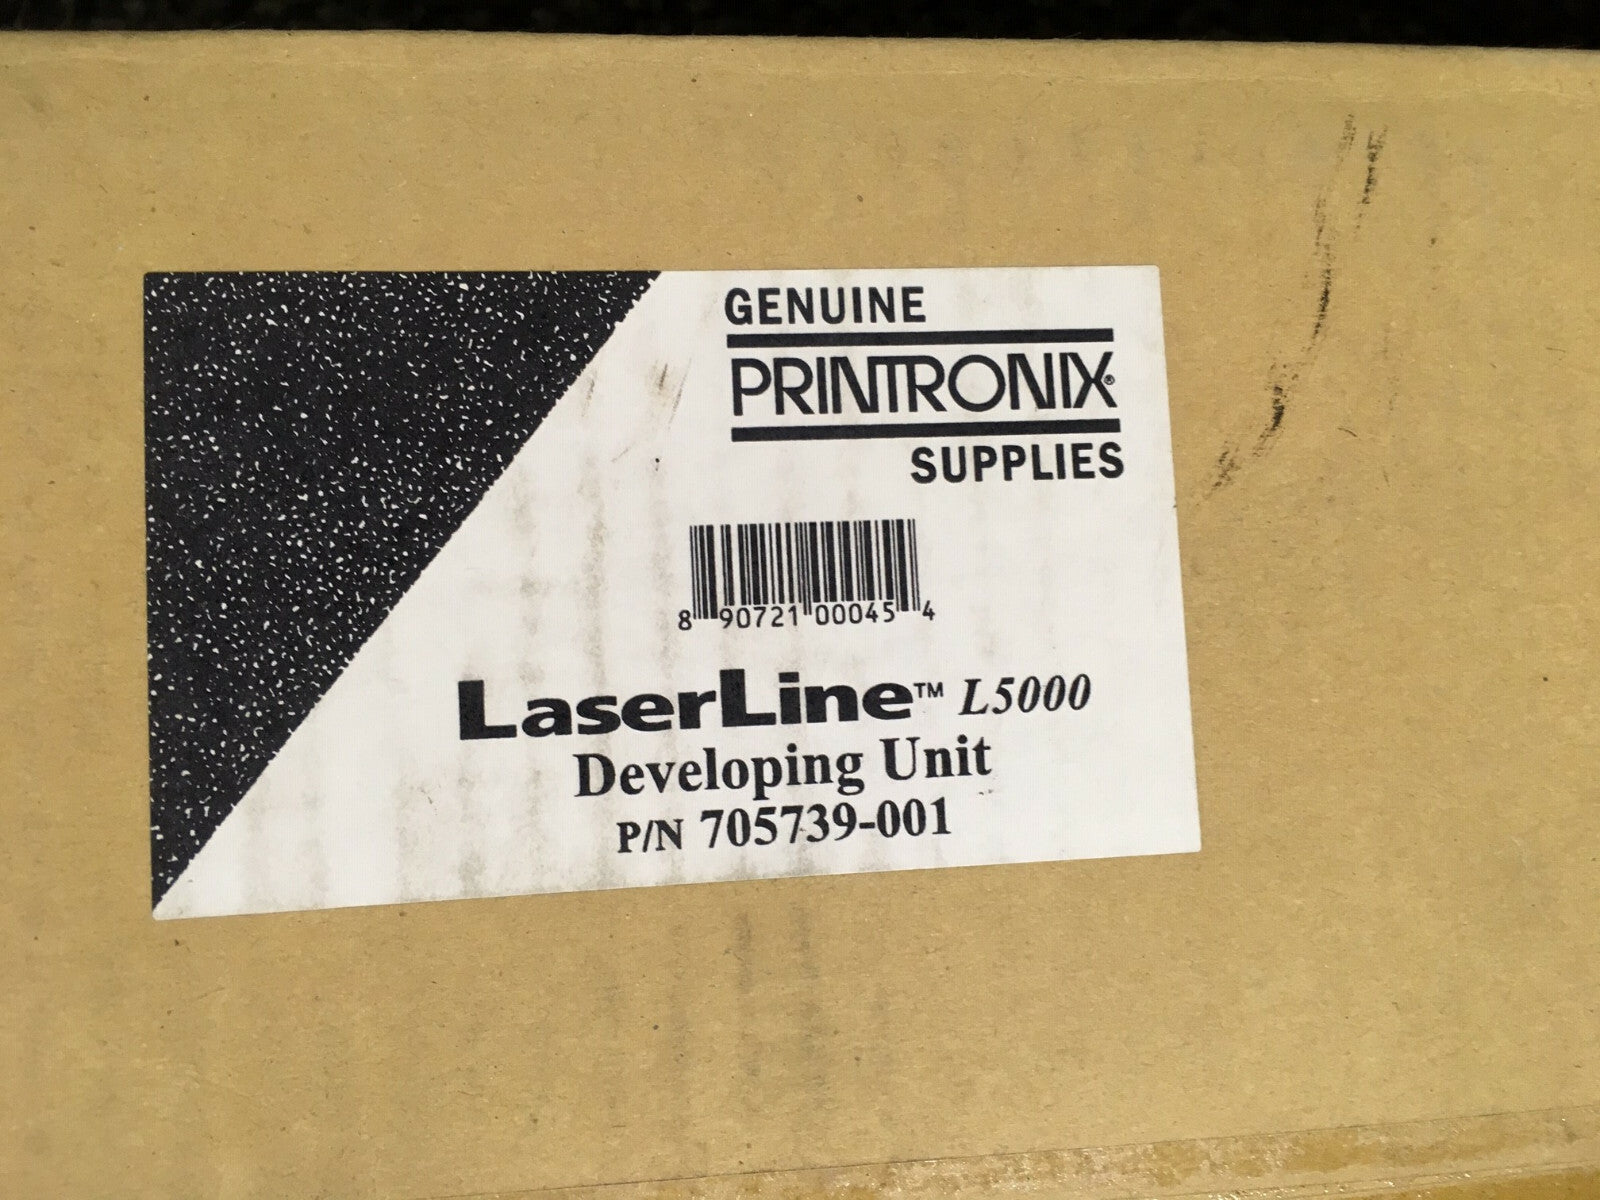 GENUINE
PRINTRONIX®
SUPPLIES
8 90721 00045 4
LaserLine™ L5000
Developing Unit
P/N 705739-001